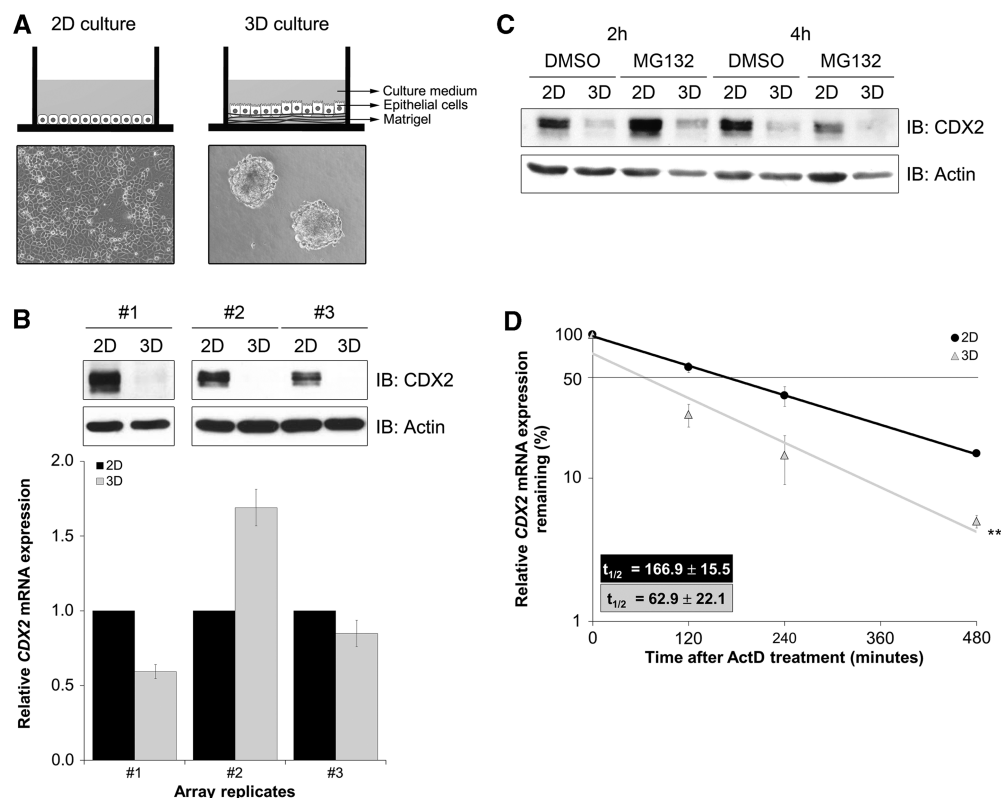 A
2D culture
3D culture
Culture medium
Epithelial cells
Matrigel
B
#1
#2
#3
2D
3D
2D
3D
2D
3D
IB: CDX2
IB: Actin
Relative CDX2 mRNA expression
2.0
1.5
1.0
0.5
0.0
2D
3D
#1
#2
#3
Array replicates
C
2h
4h
DMSO
MG132
DMSO
MG132
2D
3D
2D
3D
2D
3D
2D
3D
IB: CDX2
IB: Actin
D
Relative CDX2 mRNA expression
remaining (%)
100
50
10
1
2D
3D
**
t1/2 = 166.9 ± 15.5
t1/2 = 62.9 ± 22.1
0
120
240
360
480
Time after ActD treatment (minutes)